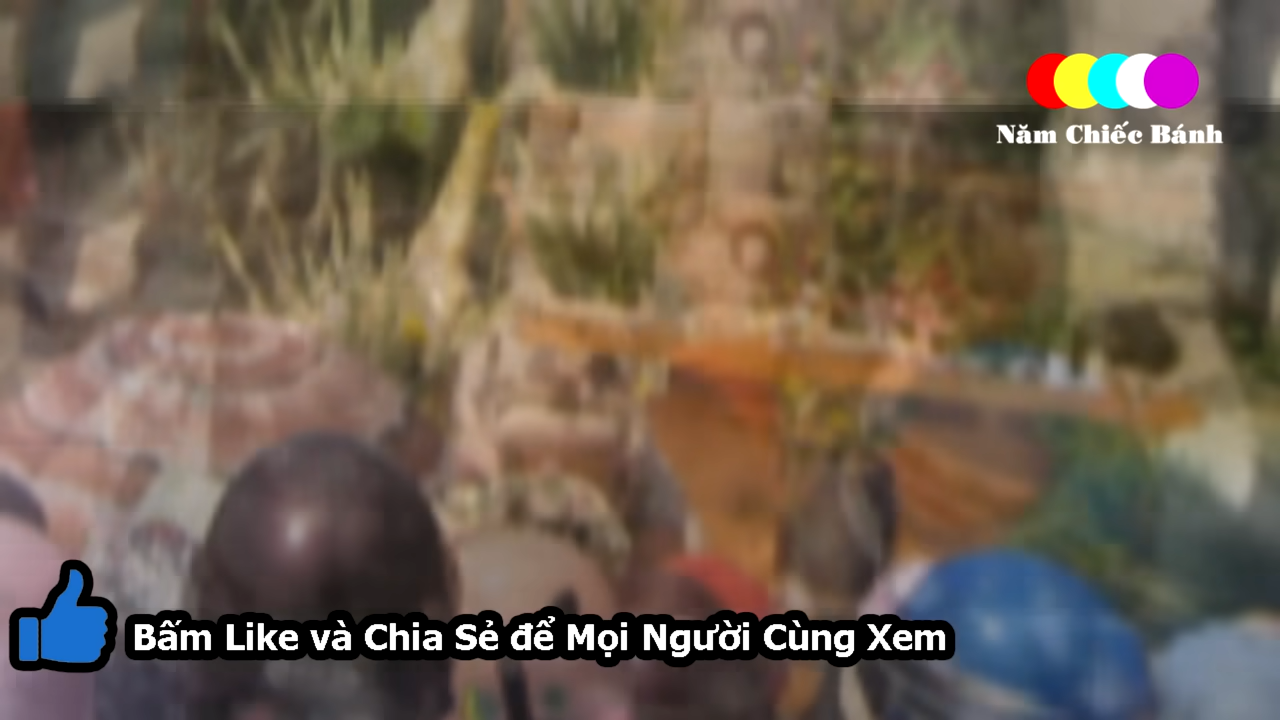 Năm Chiếc Bánh
Bấm Like và Chia Sẻ để Mọi Người Cùng Xem